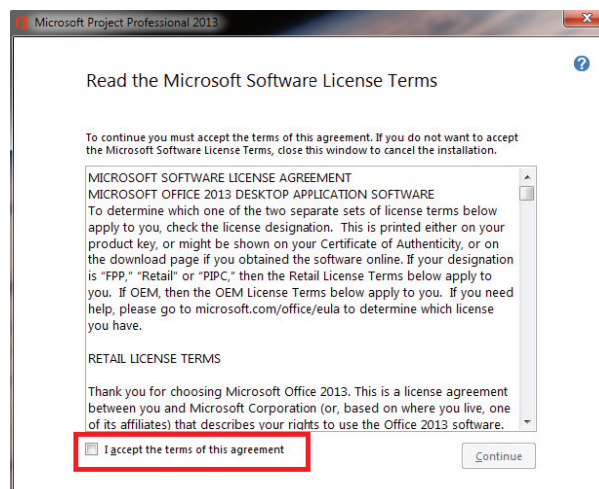 Microsoft Project Professional 2013
x
?
Read the Microsoft Software License Terms
To continue you must accept the terms of this agreement. If you do not want to accept
the Microsoft Software License Terms, close this window to cancel the installation.
MICROSOFT SOFTWARE LICENSE AGREEMENT
MICROSOFT OFFICE 2013 DESKTOP APPLICATION SOFTWARE
To determine which one of the two separate sets of license terms below
apply to you, check the license designation.  This is printed either on your
product key, or might be shown on your Certificate of Authenticity, or on
the download page if you obtained the software online. If your designation
is “FPP,” “Retail” or “PIPC,” then the Retail License Terms below apply to
you.  If OEM, then the OEM License Terms below apply to you.  If you need
help, please go to microsoft.com/office/eula to determine which license
you have.
RETAIL LICENSE TERMS
Thank you for choosing Microsoft Office 2013. This is a license agreement
between you and Microsoft Corporation (or, based on where you live, one
of its affiliates) that describes your rights to use the Office 2013 software.
I accept the terms of this agreement
Continue